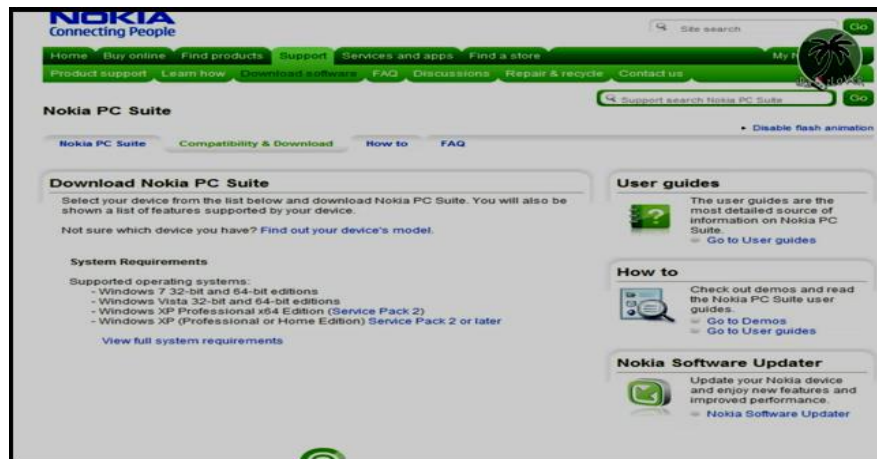 NOKIA
Connecting People
Site search
Go
Home Buy online Find products Support Services and apps Find a store
Product support Learn how Download software FAQ Discussions Repair & recycle Contact us
Support search Nokia PC Suite
Go
Nokia PC Suite
Disable flash animation
Nokia PC Suite Compatibility & Download How to FAQ
Download Nokia PC Suite
Select your device from the list below and download Nokia PC Suite. You will also be
shown a list of features supported by your device.
Not sure which device you have? Find out your device's model.
System Requirements
Supported operating systems:
- Windows 7 32-bit and 64-bit editions
- Windows Vista 32-bit and 64-bit editions
- Windows XP Professional x64 Edition (Service Pack 2)
- Windows XP (Professional or Home Edition) Service Pack 2 or later
View full system requirements
User guides
The user guides are the
most detailed source of
information on Nokia PC
Suite.
Go to User guides
How to
Check out demos and read
the Nokia PC Suite user
guides.
Go to Demos
Go to User guides
Nokia Software Updater
Update your Nokia device
and enjoy new features and
improved performance.
Nokia Software Updater